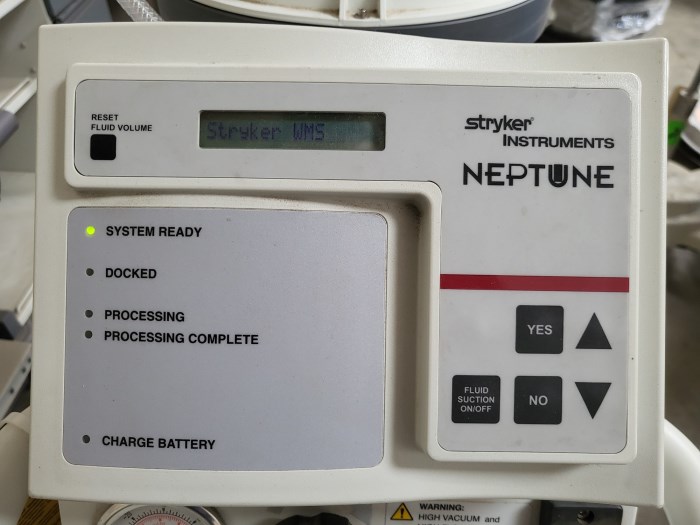 RESET
FLUID VOLUME
Stryker WMS
stryker®
INSTRUMENTS
NEPTUNE
SYSTEM READY
DOCKED
PROCESSING
PROCESSING COMPLETE
CHARGE BATTERY
YES
FLUID
SUCTION
ON/OFF
NO
WARNING:
HIGH VACUUM and